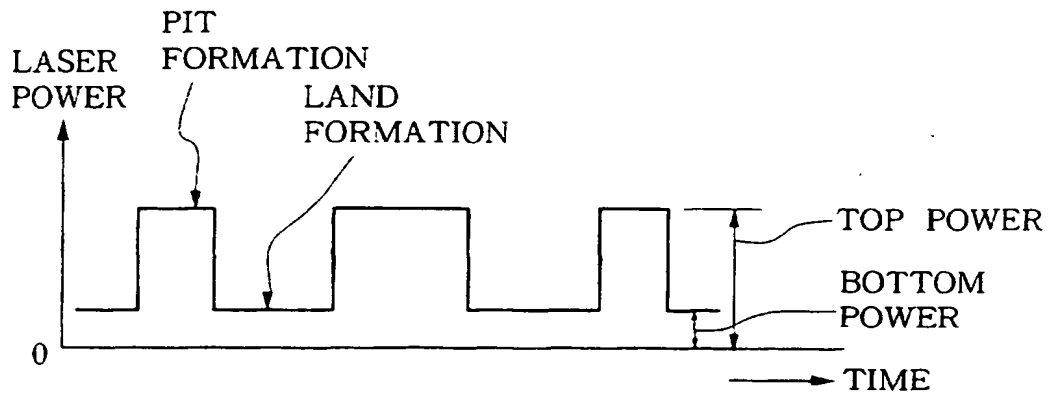 PIT
FORMATION
LASER
POWER
LAND
FORMATION
TOP POWER
BOTTOM
POWER
0
TIME